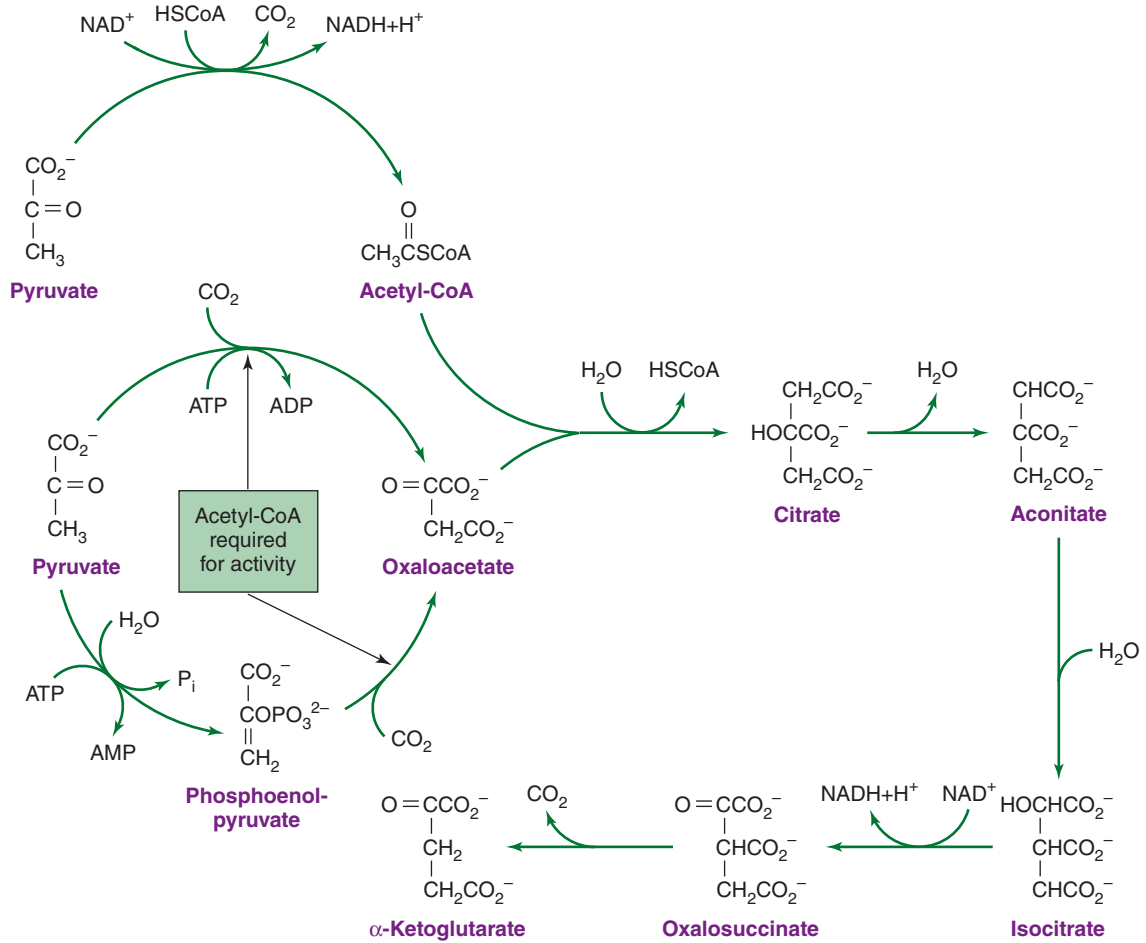 NAD⁺ HSCoA CO₂ NADH+H⁺
CO₂⁻
C=O
CH₃
Pyruvate
O
CH₃CSCoA
Acetyl-CoA
CO₂
ATP ADP
CO₂⁻
C=O
CH₃
Pyruvate
Acetyl-CoA
required
for activity
O=CCO₂⁻
CH₂CO₂⁻
Oxaloacetate
H₂O HSCoA
CH₂CO₂⁻
HOCCO₂⁻
CH₂CO₂⁻
Citrate
H₂O
CHCO₂⁻
CCO₂⁻
CH₂CO₂⁻
Aconitate
H₂O
H₂O
ATP
Pᵢ
AMP
CO₂⁻
COPO₃²⁻
CH₂
Phosphoenol-
pyruvate
CO₂
O=CCO₂⁻
CH₂
CH₂CO₂⁻
α-Ketoglutarate
CO₂
O=CCO₂⁻
CHCO₂⁻
CH₂CO₂⁻
Oxalosuccinate
NADH+H⁺ NAD⁺
HOCHCO₂⁻
CHCO₂⁻
CHCO₂⁻
Isocitrate